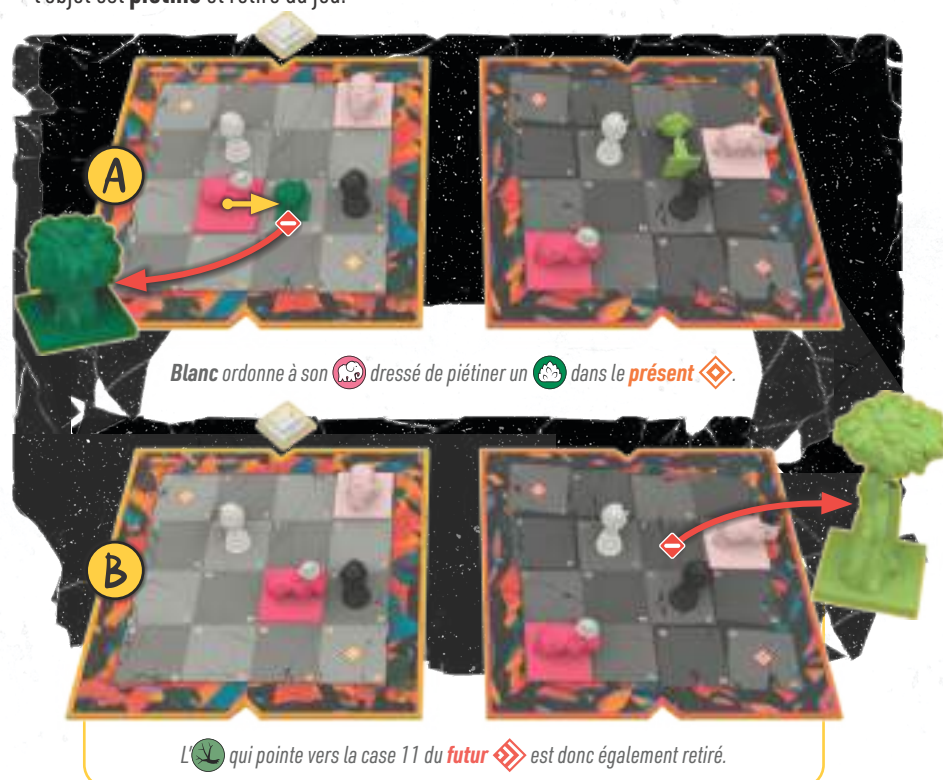 l'objet est piétiné et retiré du jeu.
A
Blanc ordonne à son dressé de piétiner un dans le présent.
B
L' qui pointe vers la case 11 du futur est donc également retiré.